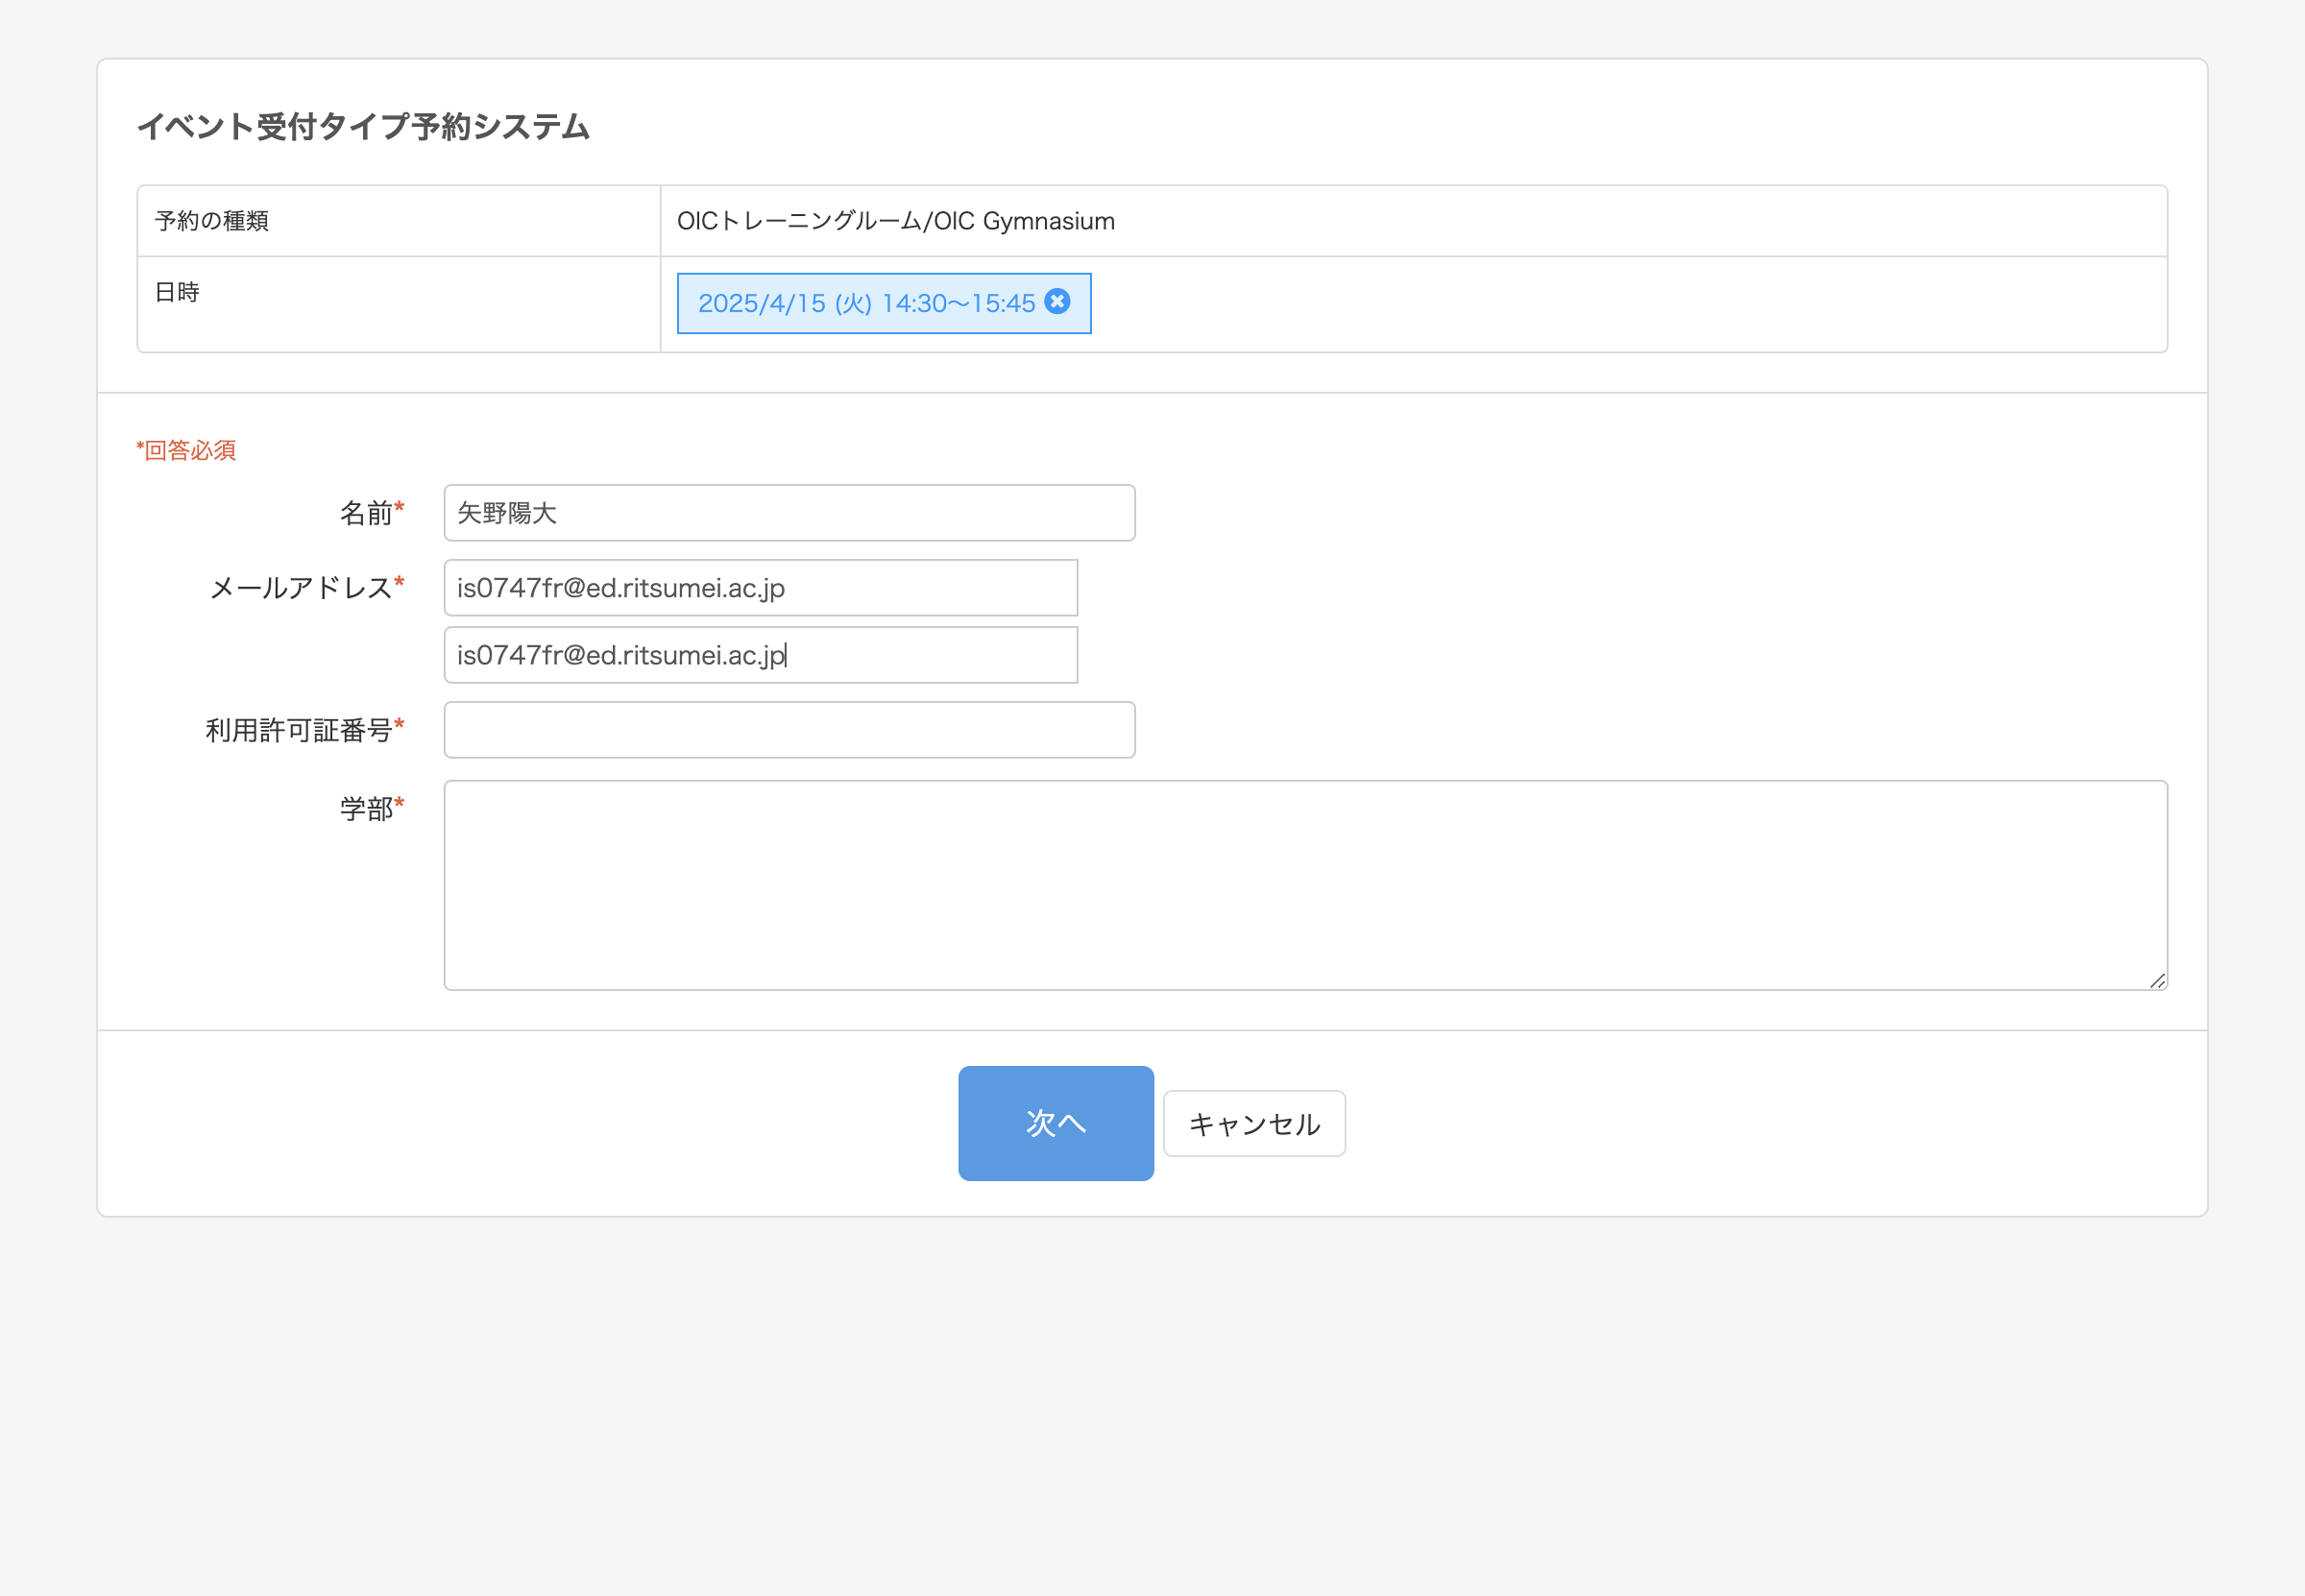 イベント受付タイプ予約システム
予約の種類 OICトレーニングルーム/OIC Gymnasium
日時 2025/4/15 (火) 14:30〜15:45
*回答必須
名前* 矢野陽大
メールアドレス* is0747fr@ed.ritsumei.ac.jp
is0747fr@ed.ritsumei.ac.jp
利用許可証番号*
学部*
次へ キャンセル